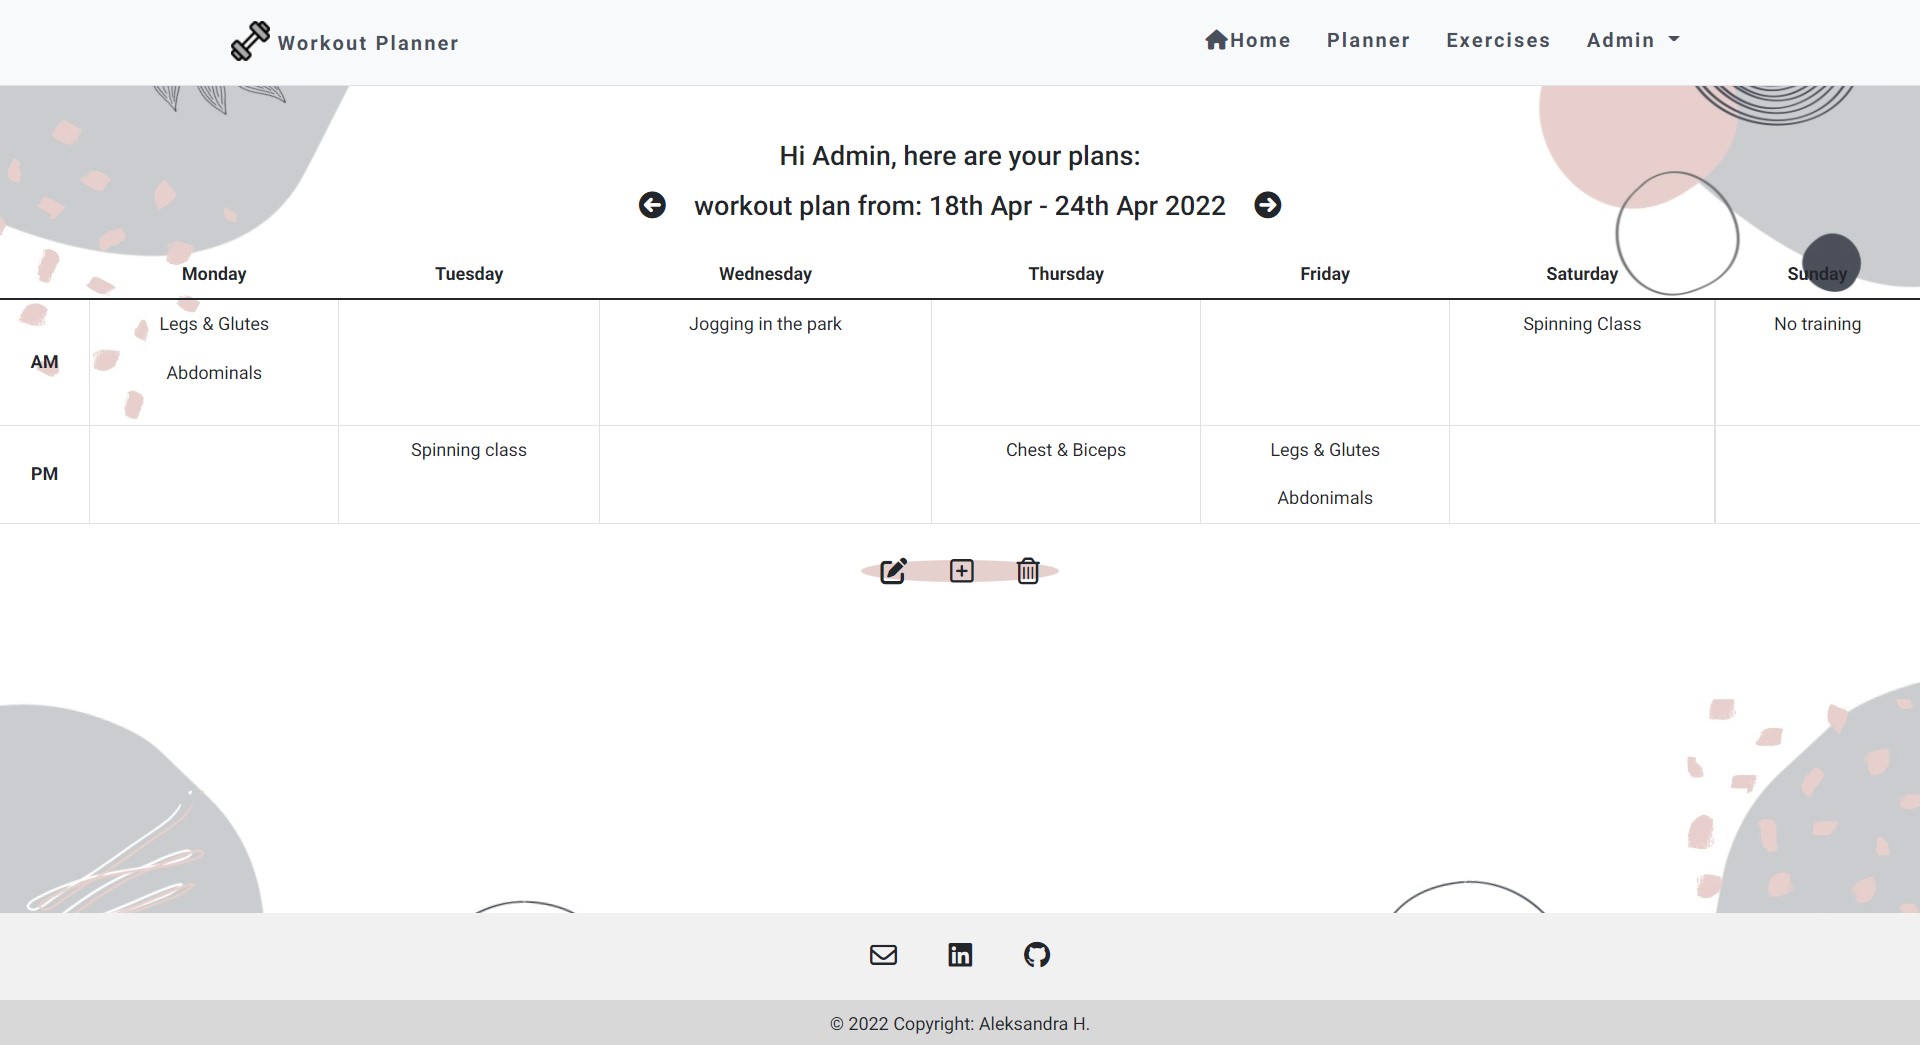 Workout Planner
Home Planner Exercises Admin
Hi Admin, here are your plans:
workout plan from: 18th Apr - 24th Apr 2022
Monday Tuesday Wednesday Thursday Friday Saturday Sunday
AM
Legs & Glutes
Abdominals
Jogging in the park
Spinning Class
No training
PM
Spinning class
Chest & Biceps
Legs & Glutes
Abdonimals
© 2022 Copyright: Aleksandra H.